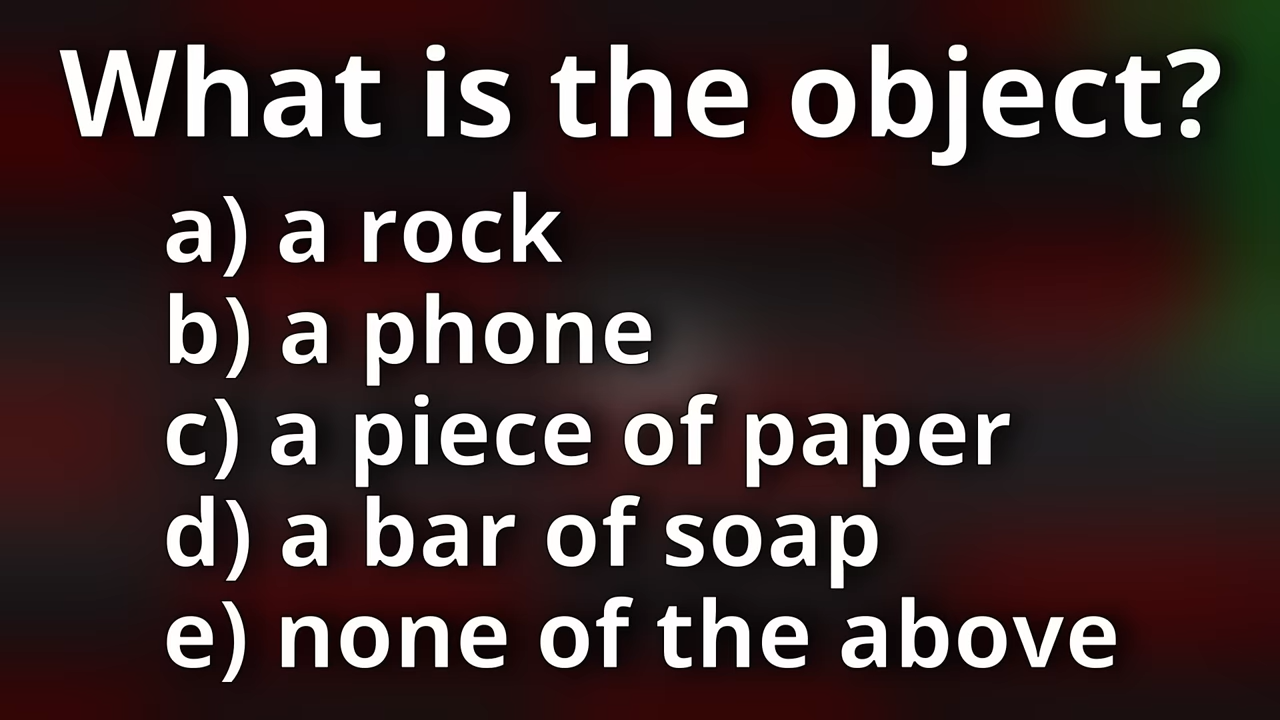 What is the object?
a) a rock
b) a phone
c) a piece of paper
d) a bar of soap
e) none of the above